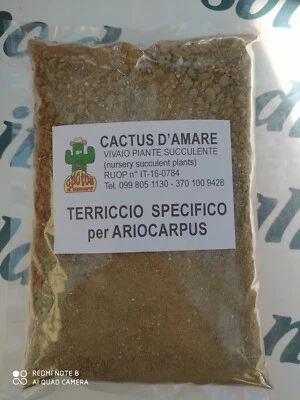 CACTUS D'AMARE
VIVAIO PIANTE SUCCULENTE
(nursery succulent plants)
RUOP n° IT-16-0784
Tel. 099 805 1130 - 370 100 9428
TERRICCIO SPECIFICO
per ARIOCARPUS
REDMI NOTE 8
AI QUAD CAMERA